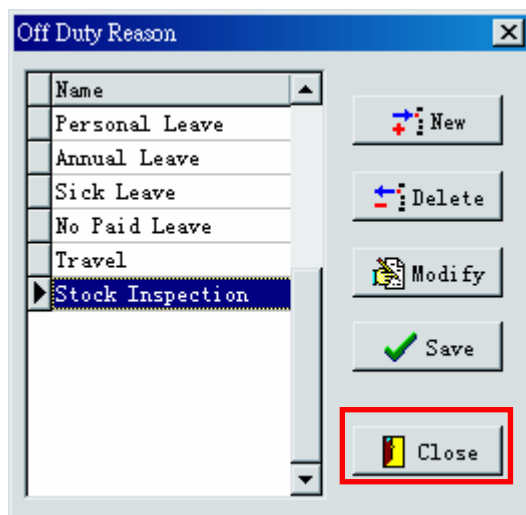 Off Duty Reason
Name
Personal Leave
Annual Leave
Sick Leave
No Paid Leave
Travel
Stock Inspection
New
Delete
Modify
Save
Close